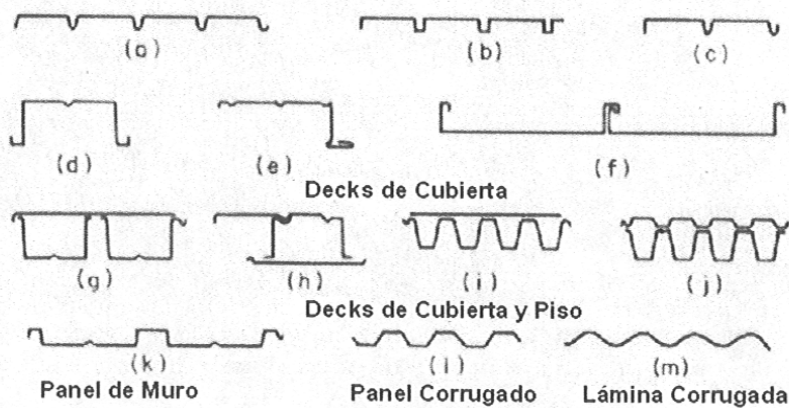 (a) (b) (c)
(d) (e) (f)
Decks de Cubierta
(g) (h) (i) (j)
Decks de Cubierta y Piso
(k) (l) (m)
Panel de Muro Panel Corrugado Lámina Corrugada